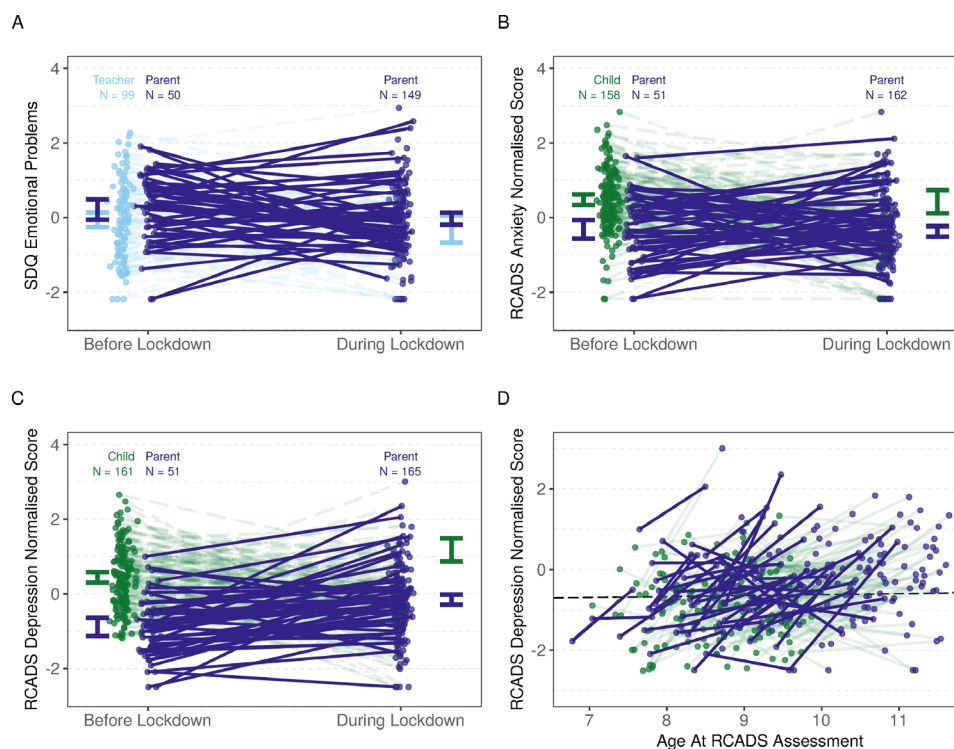 A
SDQ Emotional Problems
4
2
0
-2
Teacher
N = 99
Parent
N = 50
Parent
N = 149
Before Lockdown
During Lockdown
B
RCADS Anxiety Normalised Score
4
2
0
-2
Child
N = 158
Parent
N = 51
Parent
N = 162
Before Lockdown
During Lockdown
C
RCADS Depression Normalised Score
4
2
0
-2
Child
N = 161
Parent
N = 51
Parent
N = 165
Before Lockdown
During Lockdown
D
RCADS Depression Normalised Score
2
0
-2
7
8
9
10
11
Age At RCADS Assessment